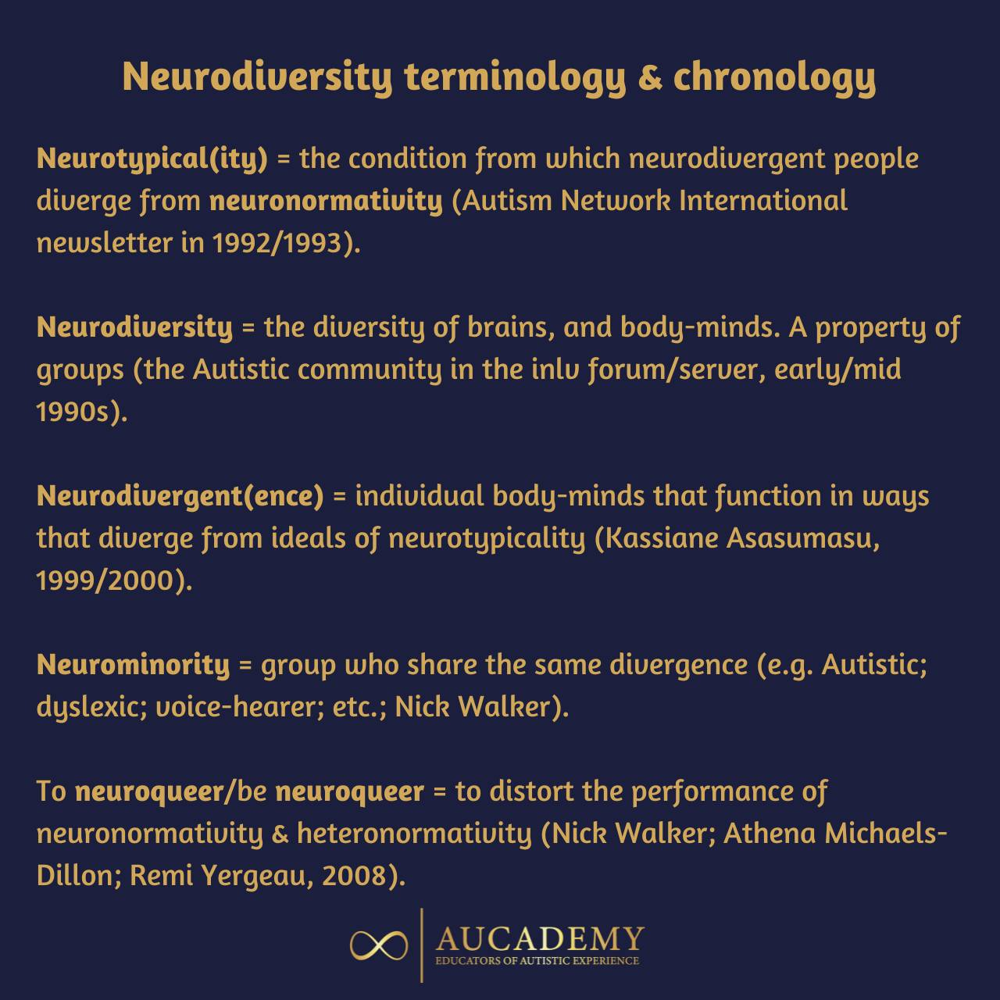 Neurodiversity terminology & chronology
Neurotypical(ity) = the condition from which neurodivergent people
diverge from neuronormativity (Autism Network International
newsletter in 1992/1993).
Neurodiversity = the diversity of brains, and body-minds. A property of
groups (the Autistic community in the inlv forum/server, early/mid
1990s).
Neurodivergent(ence) = individual body-minds that function in ways
that diverge from ideals of neurotypicality (Kassiane Asasumasu,
1999/2000).
Neurominority = group who share the same divergence (e.g. Autistic;
dyslexic; voice-hearer; etc.; Nick Walker).
To neuroqueer/be neuroqueer = to distort the performance of
neuronormativity & heteronormativity (Nick Walker; Athena Michaels-
Dillon; Remi Yergeau, 2008).
AUCADEMY
EDUCATORS OF AUTISTIC EXPERIENCE